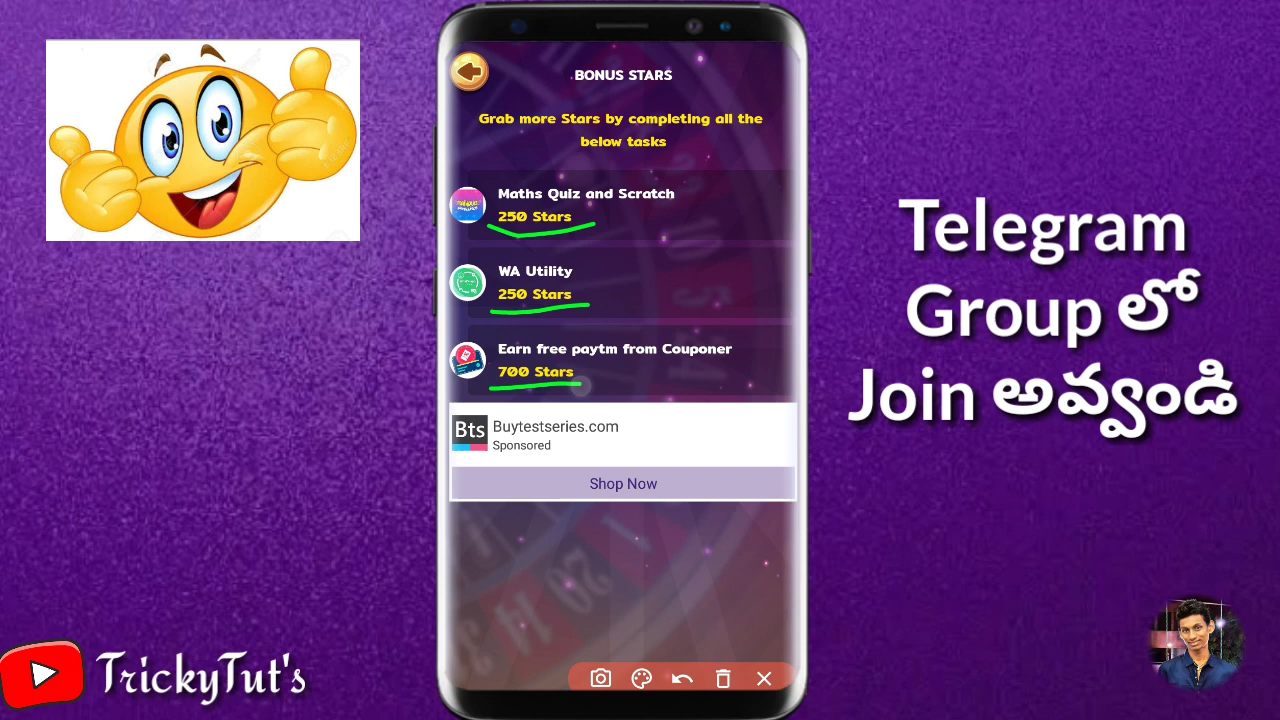 BONUS STARS
Grab more Stars by completing all the
below tasks
Maths Quiz and Scratch
250 Stars
WA Utility
250 Stars
Earn free paytm from Couponer
700 Stars
Bts
Buytestseries.com
Sponsored
Shop Now
Telegram
Group లో
Join అవ్వండి
TrickyTut's